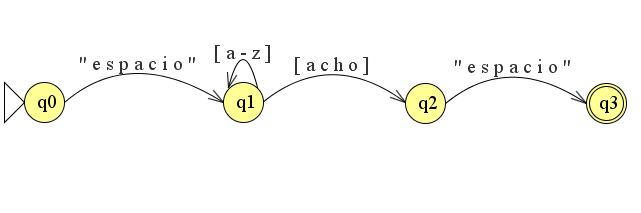 "espacio"
[a-z]
[acho]
"espacio"
q0
q1
q2
q3